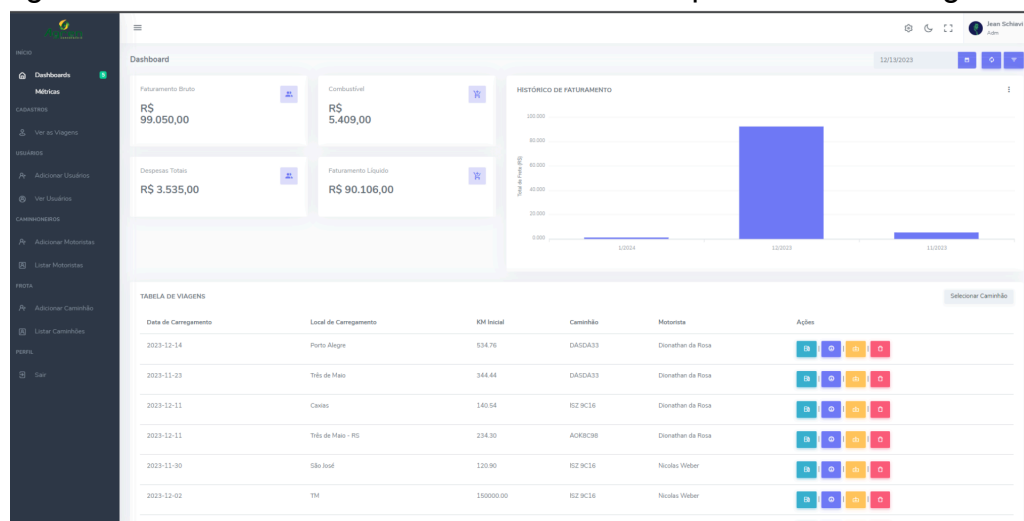 Jean Schiavi
Adm
INÍCIO
Dashboards 5
Métricas
CADASTROS
Ver as Viagens
USUÁRIOS
Adicionar Usuários
Ver Usuários
CAMINHONEIROS
Adicionar Motoristas
Listar Motoristas
FROTA
Adicionar Caminhão
Listar Caminhões
PERFIL
Sair
Dashboard
12/13/2023
Faturamento Bruto
R$
99.050,00
Combustível
R$
5.409,00
Despesas Totais
R$ 3.535,00
Faturamento Líquido
R$ 90.106,00
HISTÓRICO DE FATURAMENTO
Total do Frete (R$)
100.000
80.000
60.000
40.000
20.000
0.000
1/2024 12/2023 11/2023
TABELA DE VIAGENS
Selecionar Caminhão
Data de Carregamento Local de Carregamento KM Inicial Caminhão Motorista Ações
2023-12-14 Porto Alegre 534.76 DASDA33 Dionathan da Rosa
2023-11-23 Três de Maio 344.44 DASDA33 Dionathan da Rosa
2023-12-11 Caxias 140.54 ISZ 9C16 Dionathan da Rosa
2023-12-11 Três de Maio - RS 234.30 AOK8C98 Dionathan da Rosa
2023-11-30 São José 120.90 ISZ 9C16 Nicolas Weber
2023-12-02 TM 150000.00 ISZ 9C16 Nicolas Weber